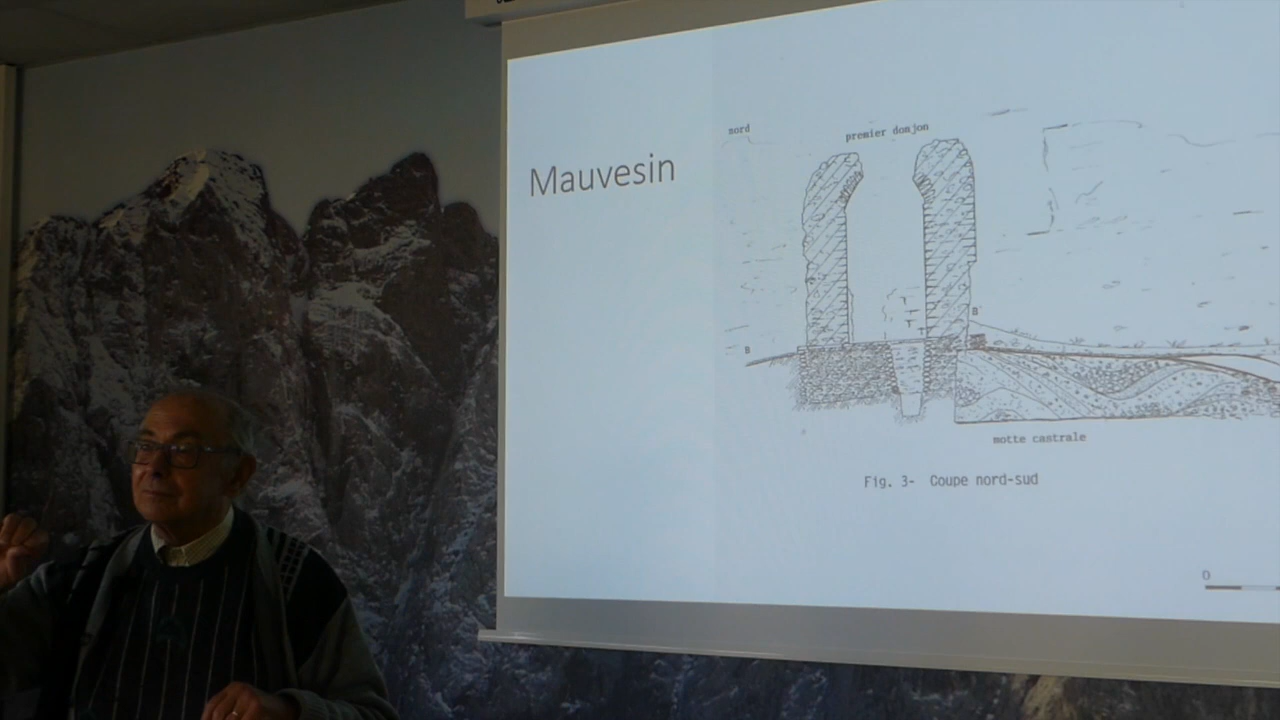 Mauvesin
nord
premier donjon
B
B'
motte castrale
Fig. 3- Coupe nord-sud
0